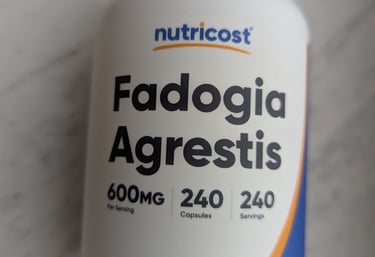 nutricost
Fadogia
Agrestis
600MG 240 240
Per Serving Capsules Servings